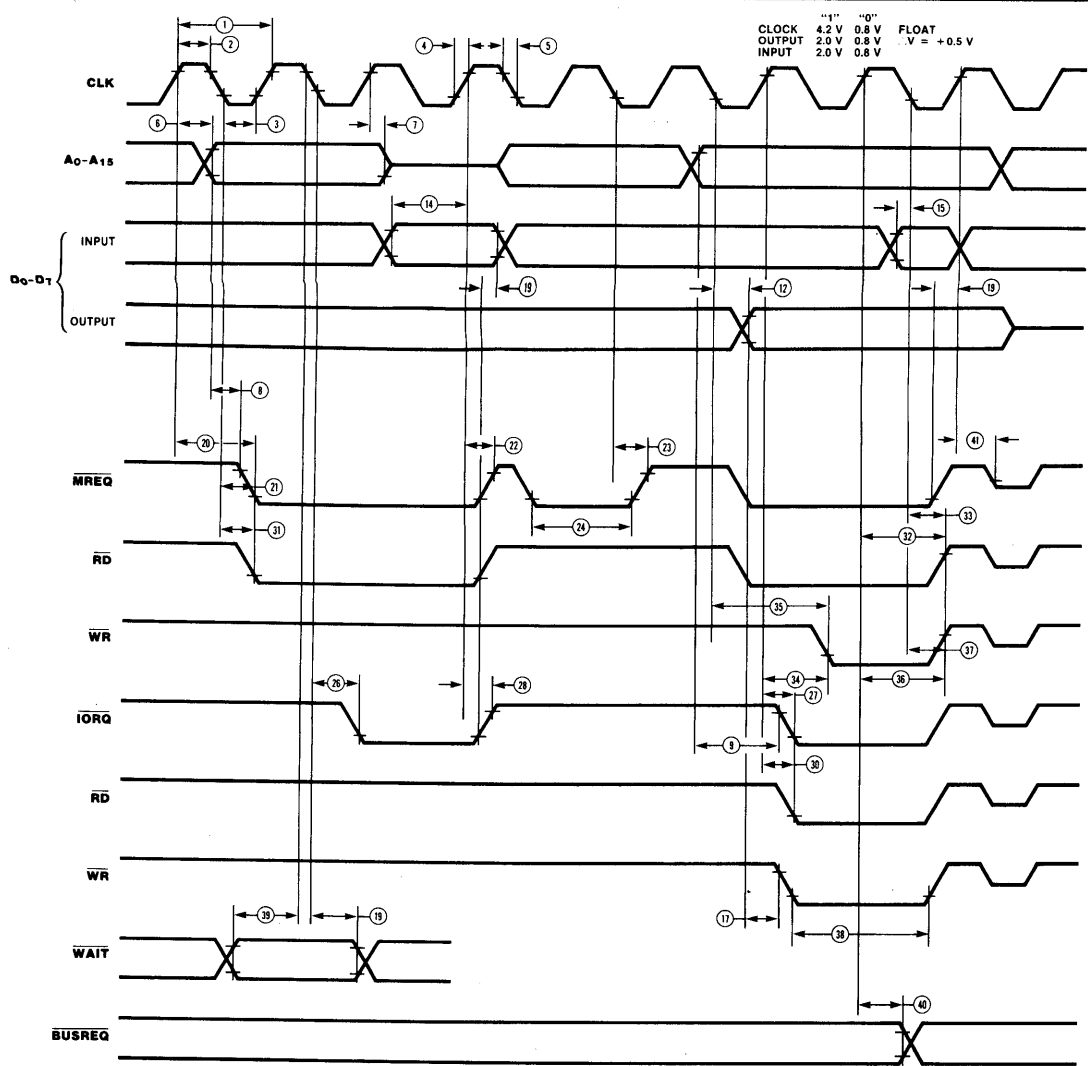 "1" "0"
CLOCK 4.2 V 0.8 V FLOAT
OUTPUT 2.0 V 0.8 V V = +0.5 V
INPUT 2.0 V 0.8 V
1
2
4
5
CLK
6
3
7
A0-A15
14
15
INPUT
D0-D7
19
12
19
OUTPUT
8
20
22
23
41
MREQ
21
24
33
31
32
RD
35
WR
37
34
36
26
28
27
IORQ
9
30
RD
WR
39
19
17
38
WAIT
40
BUSREQ